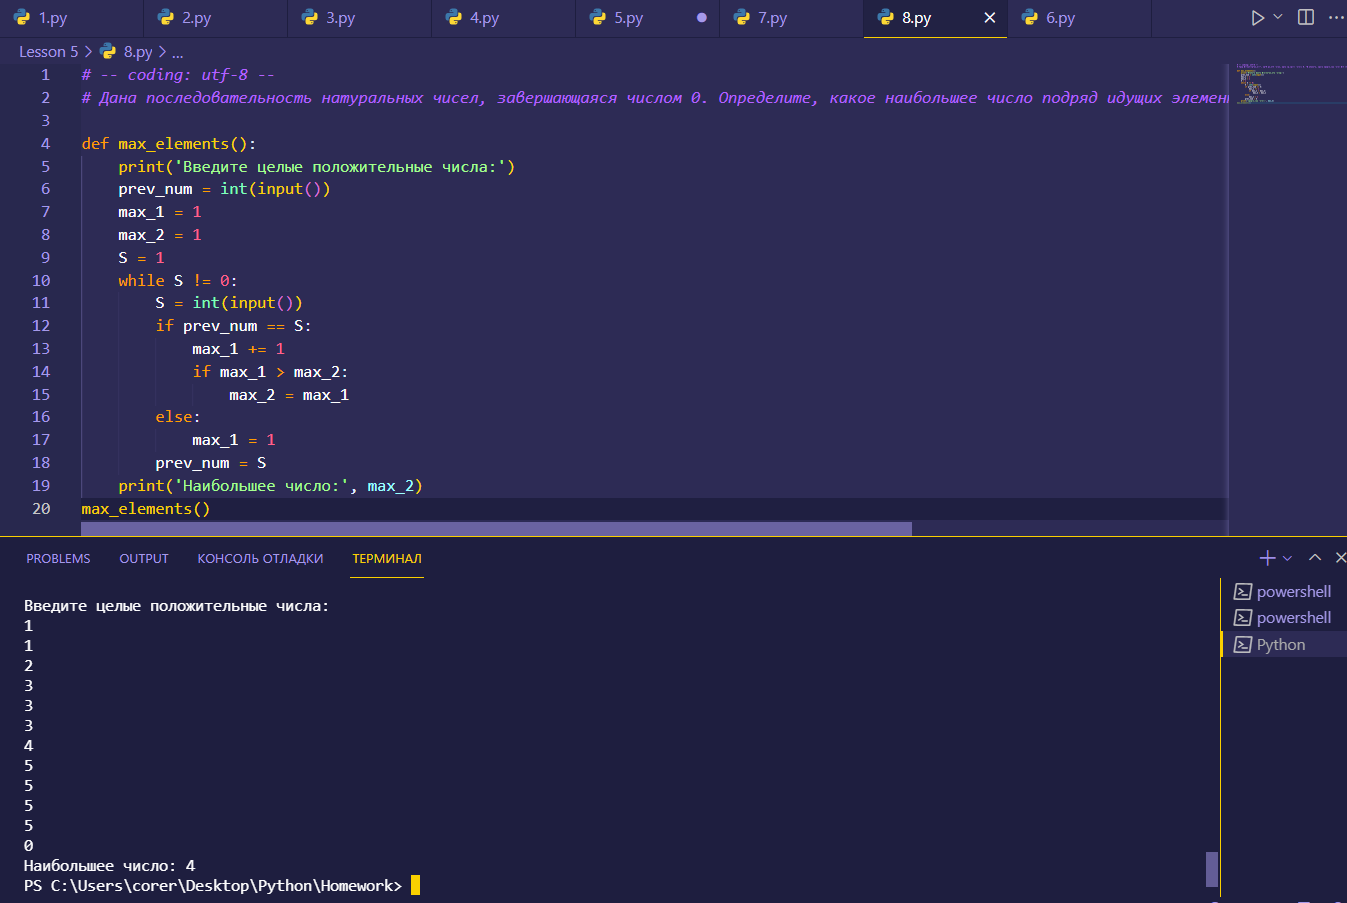 1.py 2.py 3.py 4.py 5.py 7.py 8.py 6.py
Lesson 5 > 8.py > ...
1 # -- coding: utf-8 --
2 # Дана последовательность натуральных чисел, завершающаяся числом 0. Определите, какое наибольшее число подряд идущих
3
4 def max_elements():
5 print('Введите целые положительные числа:')
6 prev_num = int(input())
7 max_1 = 1
8 max_2 = 1
9 S = 1
10 while S != 0:
11 S = int(input())
12 if prev_num == S:
13 max_1 += 1
14 if max_1 > max_2:
15 max_2 = max_1
16 else:
17 max_1 = 1
18 prev_num = S
19 print('Наибольшее число:', max_2)
20 max_elements()
PROBLEMS OUTPUT КОНСОЛЬ ОТЛАДКИ ТЕРМИНАЛ
Введите целые положительные числа:
1
1
2
3
3
3
4
5
5
5
5
0
Наибольшее число: 4
PS C:\Users\corer\Desktop\Python\Homework>
powershell
powershell
Python